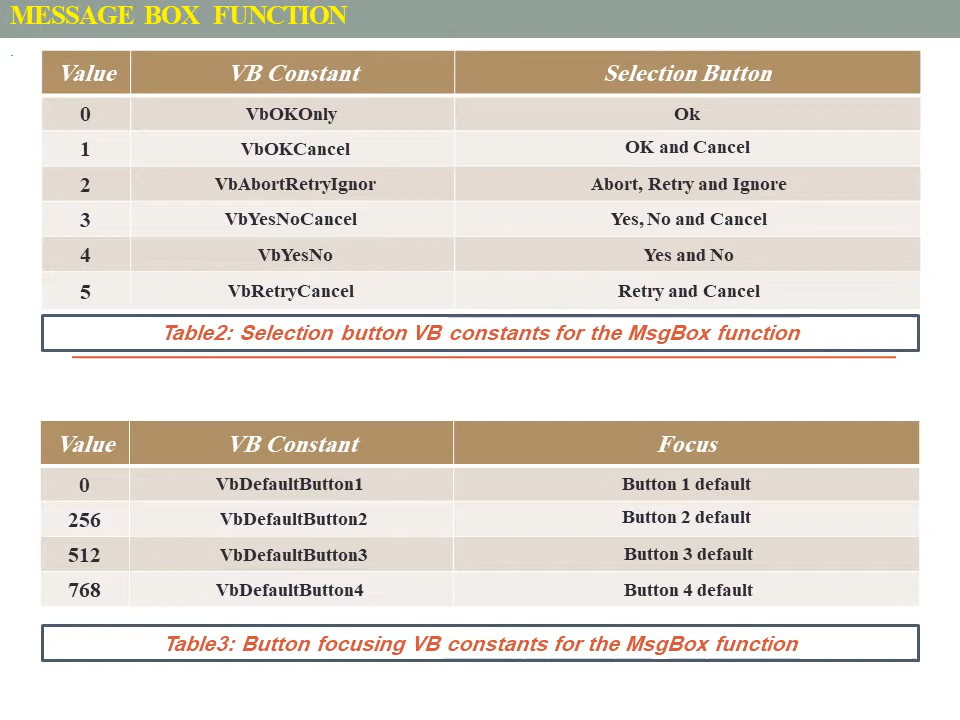 MESSAGE BOX FUNCTION
Value VB Constant Selection Button
0 VbOKOnly Ok
1 VbOKCancel OK and Cancel
2 VbAbortRetryIgnor Abort, Retry and Ignore
3 VbYesNoCancel Yes, No and Cancel
4 VbYesNo Yes and No
5 VbRetryCancel Retry and Cancel
Table2: Selection button VB constants for the MsgBox function
Value VB Constant Focus
0 VbDefaultButton1 Button 1 default
256 VbDefaultButton2 Button 2 default
512 VbDefaultButton3 Button 3 default
768 VbDefaultButton4 Button 4 default
Table3: Button focusing VB constants for the MsgBox function